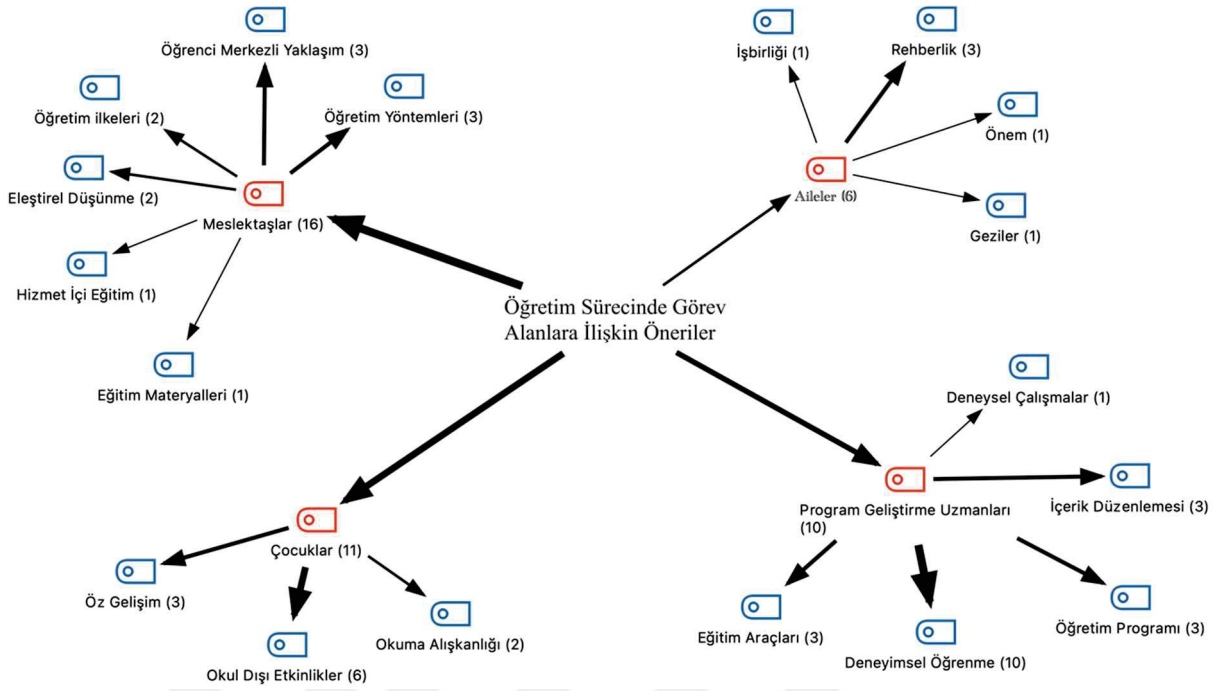 Öğrenci Merkezli Yaklaşım (3)
Öğretim ilkeleri (2)
Öğretim Yöntemleri (3)
Eleştirel Düşünme (2)
Meslektaşlar (16)
Hizmet İçi Eğitim (1)
Eğitim Materyalleri (1)
İşbirliği (1)
Rehberlik (3)
Önem (1)
Aileler (6)
Geziler (1)
Öğretim Sürecinde Görev
Alanlara İlişkin Öneriler
Çocuklar (11)
Öz Gelişim (3)
Okul Dışı Etkinlikler (6)
Okuma Alışkanlığı (2)
Deneysel Çalışmalar (1)
Program Geliştirme Uzmanları
(10)
İçerik Düzenlemesi (3)
Eğitim Araçları (3)
Deneyimsel Öğrenme (10)
Öğretim Programı (3)